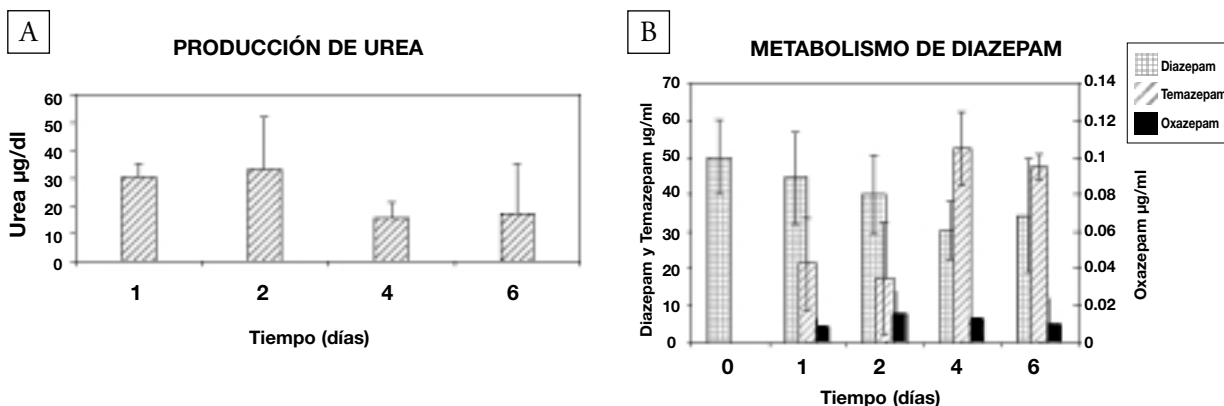 A
PRODUCCIÓN DE UREA
Urea µg/dl
60
50
40
30
20
10
0
1 2 4 6
Tiempo (días)
B
METABOLISMO DE DIAZEPAM
Diazepam y Temazepam µg/ml
70
60
50
40
30
20
10
0
0 1 2 4 6
Tiempo (días)
0.14
0.12
0.1
0.08
0.06
0.04
0.02
0
Oxazepam µg/ml
Diazepam
Temazepam
Oxazepam